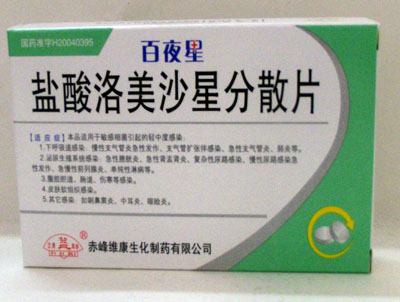 国药准字H20040395
百夜星
盐酸洛美沙星分散片
【适应症】本品适用于敏感细菌引起的轻中度感染：
1.下呼吸道感染：慢性支气管炎急性发作、支气管扩张伴感染、急性支气管炎、肺炎等。
2.泌尿生殖系统感染：急性膀胱炎、急性肾盂肾炎、复杂性尿路感染、慢性尿路感染急
性发作、急慢性前列腺炎、单纯性淋病等。
3.腹腔胆道、肠道、伤寒等感染。
4.皮肤软组织感染。
5.其它感染：如副鼻窦炎、中耳炎、眼睑炎。
赤峰维康生化制药有限公司